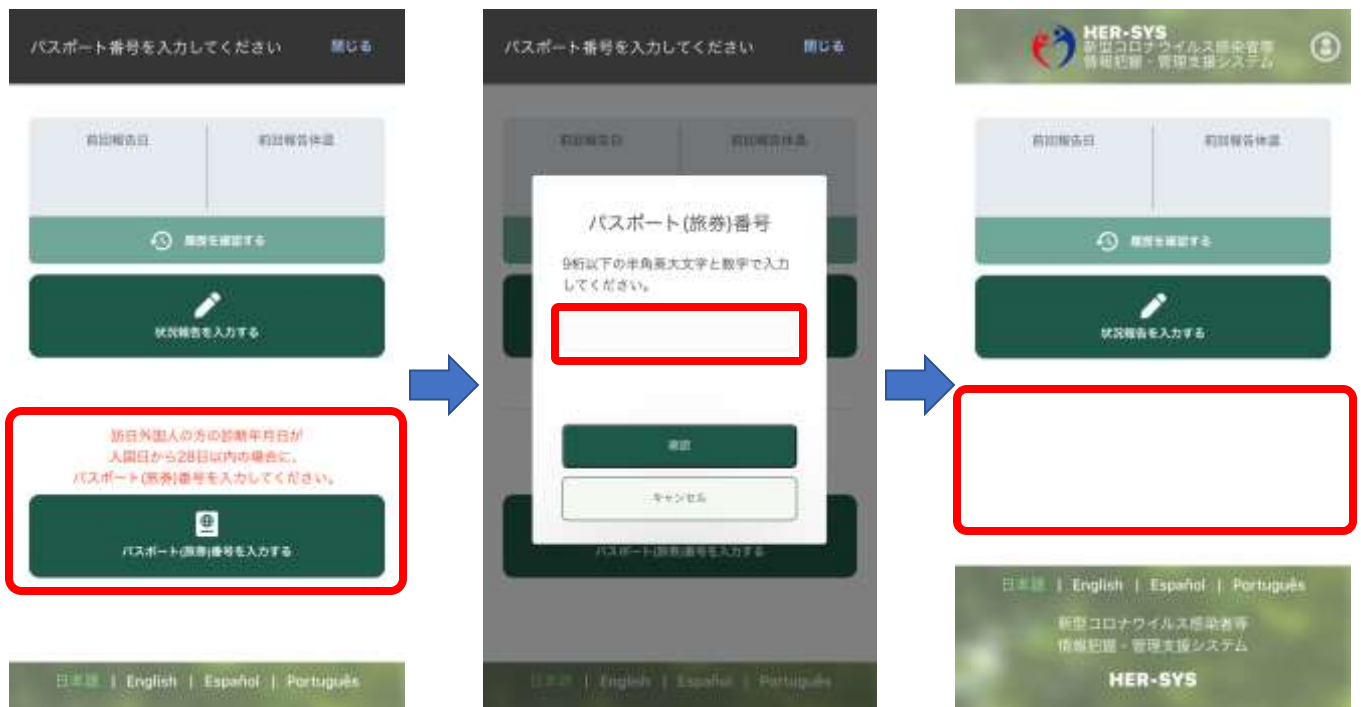 パスポート番号を入力してください 閉じる
前回報告日 前回報告体温
履歴を確認する
状況報告を入力する
訪日外国人の方の診断年月日が
入国日から28日以内の場合に、
パスポート(旅券)番号を入力してください。
パスポート(旅券)番号を入力する
日本語 | English | Español | Português
パスポート番号を入力してください 閉じる
前回報告日 前回報告体温
パスポート(旅券)番号
9桁以下の半角英大文字と数字で入力
してください。
確認
キャンセル
パスポート(旅券)番号を入力する
日本語 | English | Español | Português
HER-SYS
新型コロナウイルス感染者等
情報把握・管理支援システム
前回報告日 前回報告体温
履歴を確認する
状況報告を入力する
日本語 | English | Español | Português
新型コロナウイルス感染者等
情報把握・管理支援システム
HER-SYS